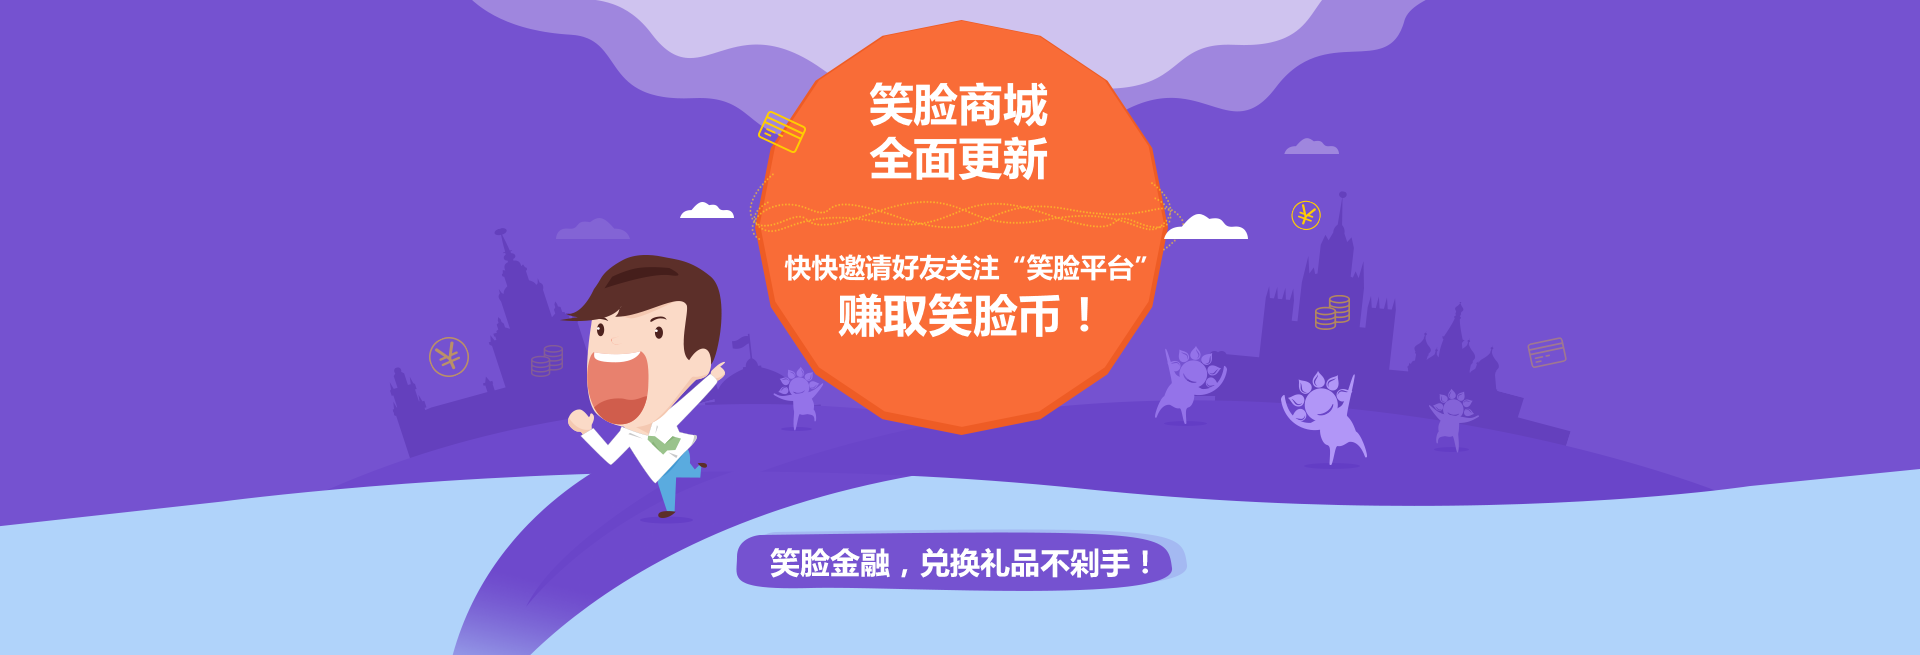 笑脸商城
全面更新
快快邀请好友关注“笑脸平台”
赚取笑脸币！
笑脸金融，兑换礼品不剁手！